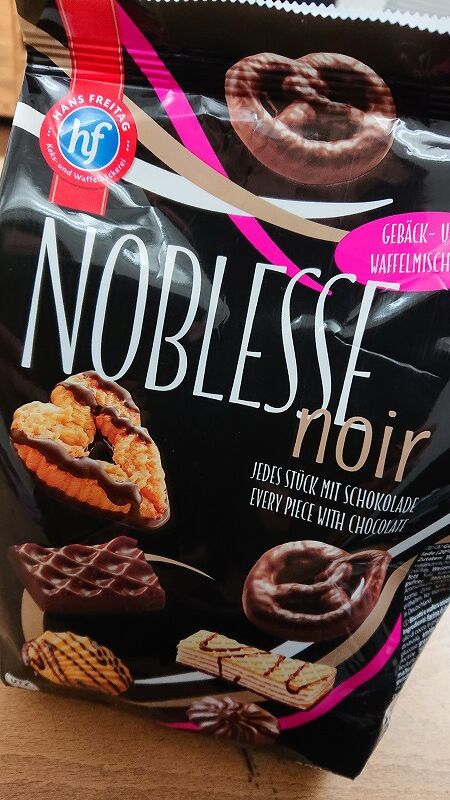 HANS FREITAG
hf
Keks- und Waffelbäckerei
GEBÄCK- U
WAFFELMISCH
NOBLESSE
noir
JEDES STÜCK MIT SCHOKOLADE
EVERY PIECE WITH CHOCOLATE